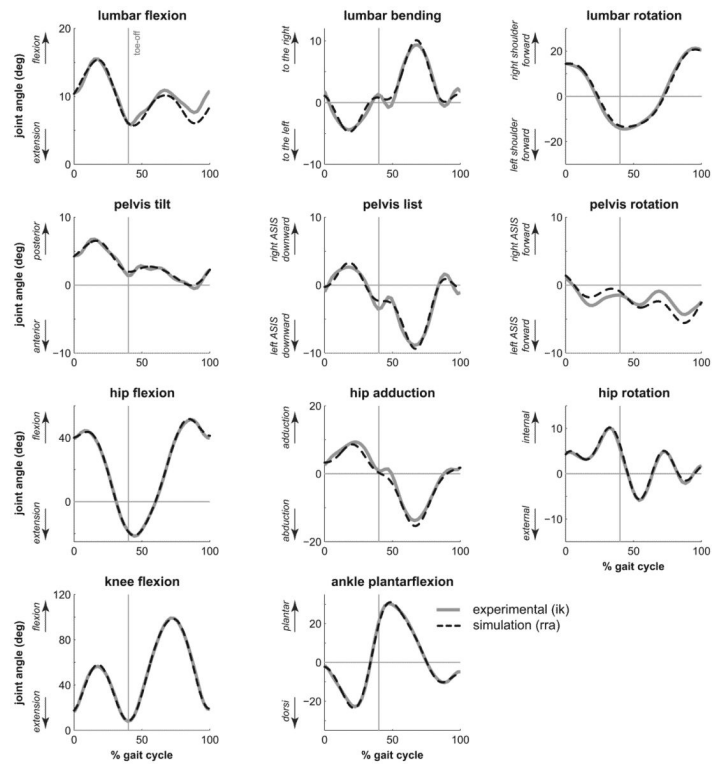 lumbar flexion
lumbar bending
lumbar rotation
joint angle (deg)
flexion
extension
20
10
0
toe-off
0
50
100
to the right
to the left
10
0
−10
0
50
100
right shoulder
forward
left shoulder
forward
20
0
−20
0
50
100
pelvis tilt
pelvis list
pelvis rotation
joint angle (deg)
posterior
anterior
10
0
−10
0
50
100
right ASIS
downward
left ASIS
downward
10
0
−10
0
50
100
right ASIS
forward
left ASIS
forward
10
0
−10
0
50
100
hip flexion
hip adduction
hip rotation
joint angle (deg)
flexion
extension
40
0
0
50
100
adduction
abduction
20
0
−20
0
50
100
internal
external
10
0
−10
0
50
100
% gait cycle
knee flexion
ankle plantarflexion
joint angle (deg)
flexion
extension
120
80
40
0
0
50
100
% gait cycle
plantar
dorsi
20
0
−20
0
50
100
% gait cycle
experimental (ik)
simulation (rra)